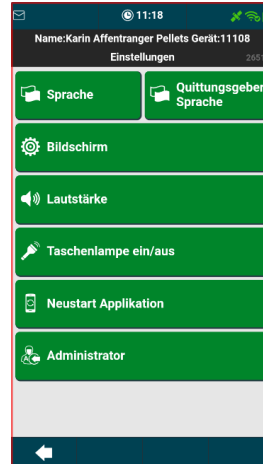 11:18
Name:Karin Affentranger Pellets Gerät:11108
Einstellungen 2651
Sprache
Quittungsgeber
Sprache
Bildschirm
Lautstärke
Taschenlampe ein/aus
Neustart Applikation
Administrator